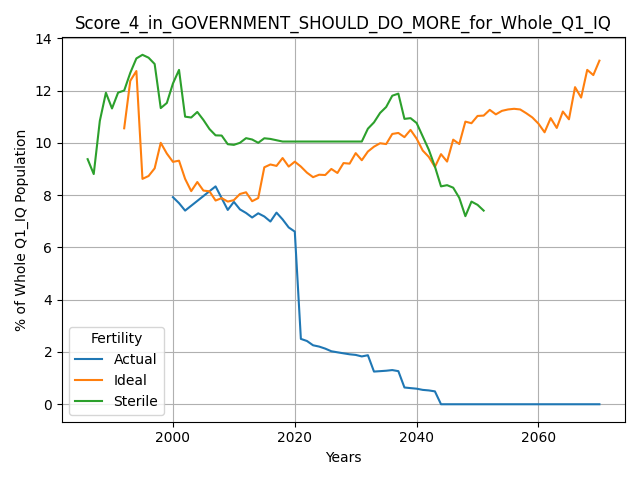 Score_4_in_GOVERNMENT_SHOULD_DO_MORE_for_Whole_Q1_IQ
% of Whole Q1_IQ Population
14
12
10
8
6
4
2
0
Fertility
Actual
Ideal
Sterile
2000 2020 2040 2060
Years